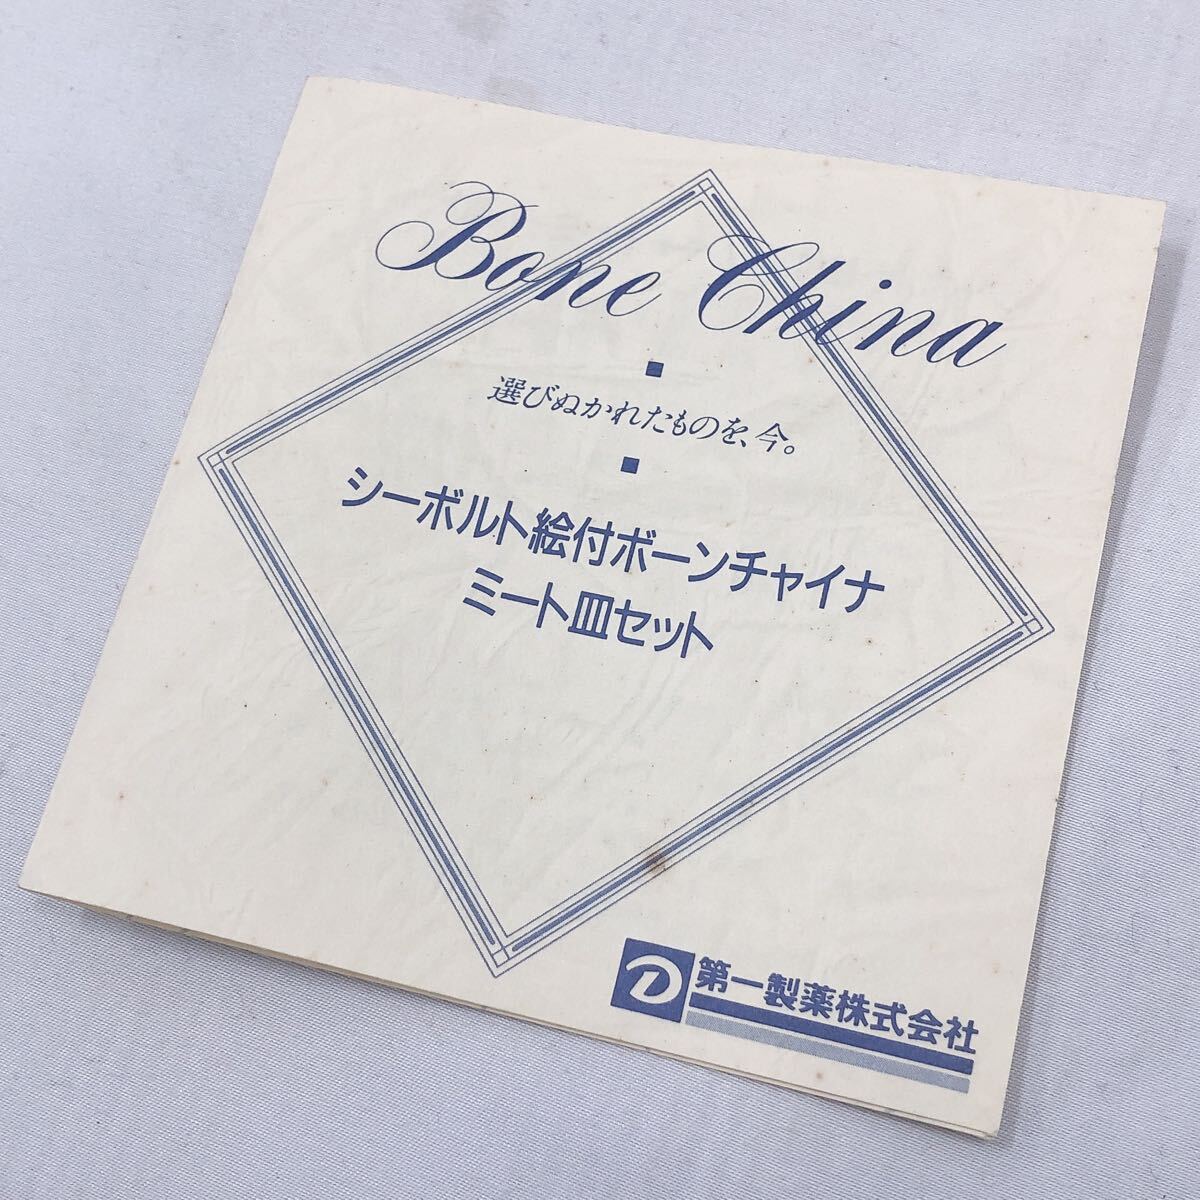 Bone China
選びぬかれたものを、今。
シーボルト絵付ボーンチャイナ
ミート皿セット
D 第一製薬株式会社